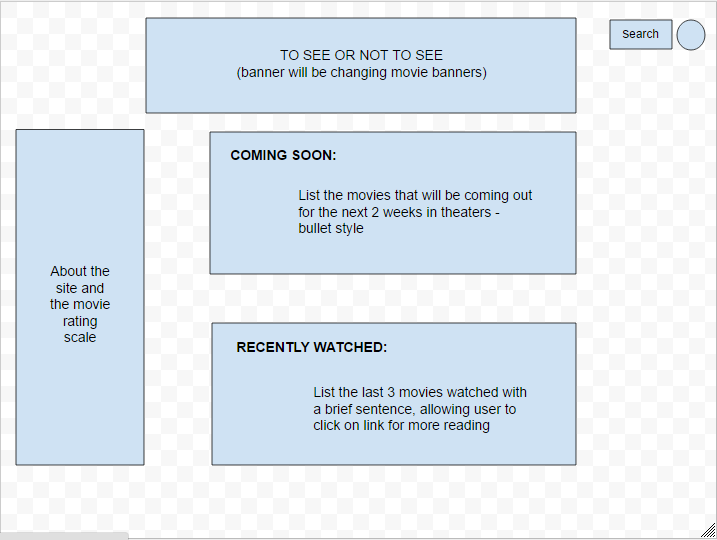 TO SEE OR NOT TO SEE
(banner will be changing movie banners)
Search
About the
site and
the movie
rating
scale
COMING SOON:
List the movies that will be coming out
for the next 2 weeks in theaters -
bullet style
RECENTLY WATCHED:
List the last 3 movies watched with
a brief sentence, allowing user to
click on link for more reading